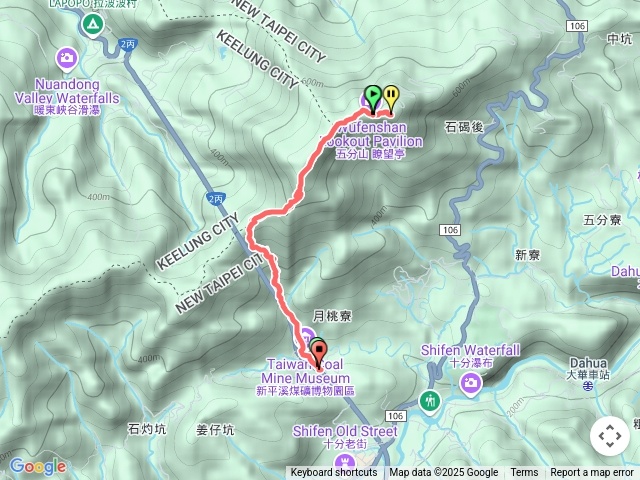 LAPOPO 拉波波村
2丙
NEW TAIPEI CITY
KEELUNG CITY
106
中坑
Nuandong
Valley Waterfalls
暖東峽谷滑瀑
600m
400m
Wufenshan
Lookout Pavilion
五分山 瞭望亭
石碣後
400m
400m
2丙
106
五分寮
KEELUNG CITY
NEW TAIPEI CITY
新寮
Dahu
400m
月桃寮
Taiwan Coal
Mine Museum
新平溪煤礦博物園區
Shifen Waterfall
十分瀑布
Dahua
大華車站
200m
石灼坑
姜仔坑
106
Shifen Old Street
十分老街
Google
Keyboard shortcuts
Map data ©2025 Google
Terms
Report a map error